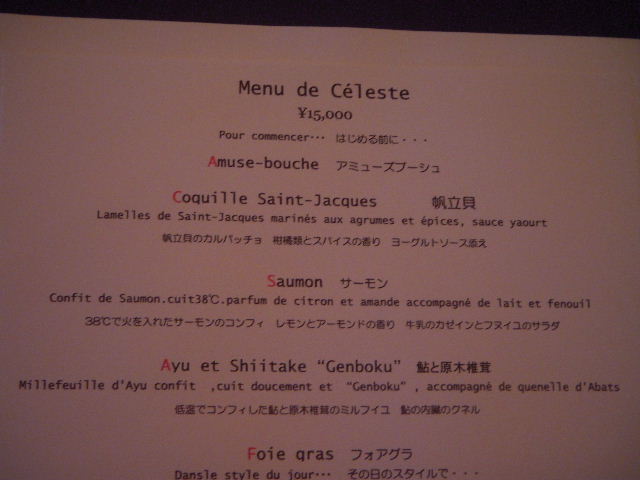 Menu de Céleste
¥15,000
Pour commencer･･･ はじめる前に・・・
Amuse-bouche アミューズブーシュ
Coquille Saint-Jacques 帆立貝
Lamelles de Saint-Jacques marinés aux agrumes et épices, sauce yaourt
帆立貝のカルパッチョ 柑橘類とスパイスの香り ヨーグルトソース添え
Saumon サーモン
Confit de Saumon.cuit38℃.parfum de citron et amande accompagné de lait et fenouil
38℃で火を入れたサーモンのコンフィ レモンとアーモンドの香り 牛乳のカゼインとフヌイユのサラダ
Ayu et Shiitake “Genboku” 鮎と原木椎茸
Millefeuille d'Ayu confit ,cuit doucement et “Genboku” , accompagné de quenelle d'Abats
低温でコンフィした鮎と原木椎茸のミルフイユ 鮎の内臓のクネル
Foie gras フォアグラ
Dansle style du jour･･･ その日のスタイルで・・・